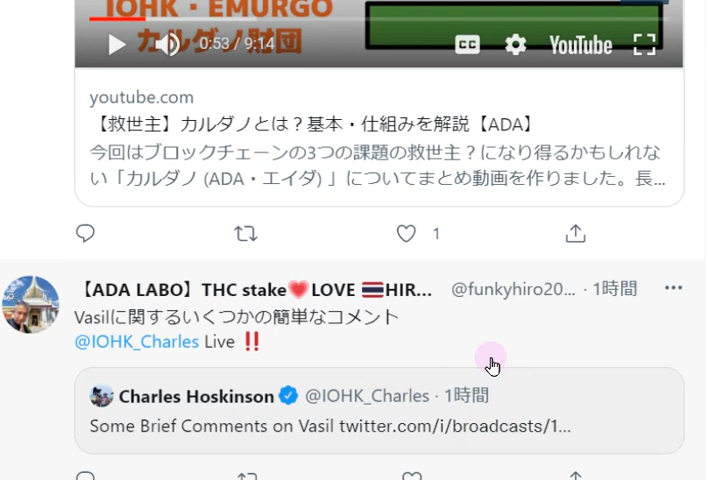 IOHK・EMURGO
カルダノ財団
0:53 / 9:14
CC
YouTube
youtube.com
【救世主】カルダノとは？基本・仕組みを解説【ADA】
今回はブロックチェーンの3つの課題の救世主？になり得るかもしれな
い「カルダノ (ADA・エイダ) 」についてまとめ動画を作りました。長...
1
【ADA LABO】THC stake❤️LOVE 🇹🇭HIR... @funkyhiro20... · 1時間
Vasilに関するいくつかの簡単なコメント
@IOHK_Charles Live ‼️
Charles Hoskinson @IOHK_Charles · 1時間
Some Brief Comments on Vasil twitter.com/i/broadcasts/1...